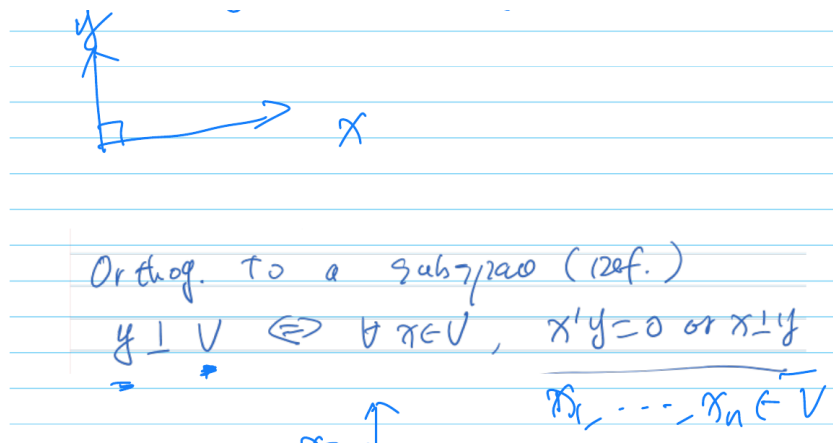 y
x
Orthog. to a subspace (def.)
y ⊥ V ⇔ ∀ x∈V, x'y=0 or x⊥y
x₁, ----, xₙ ∈ V